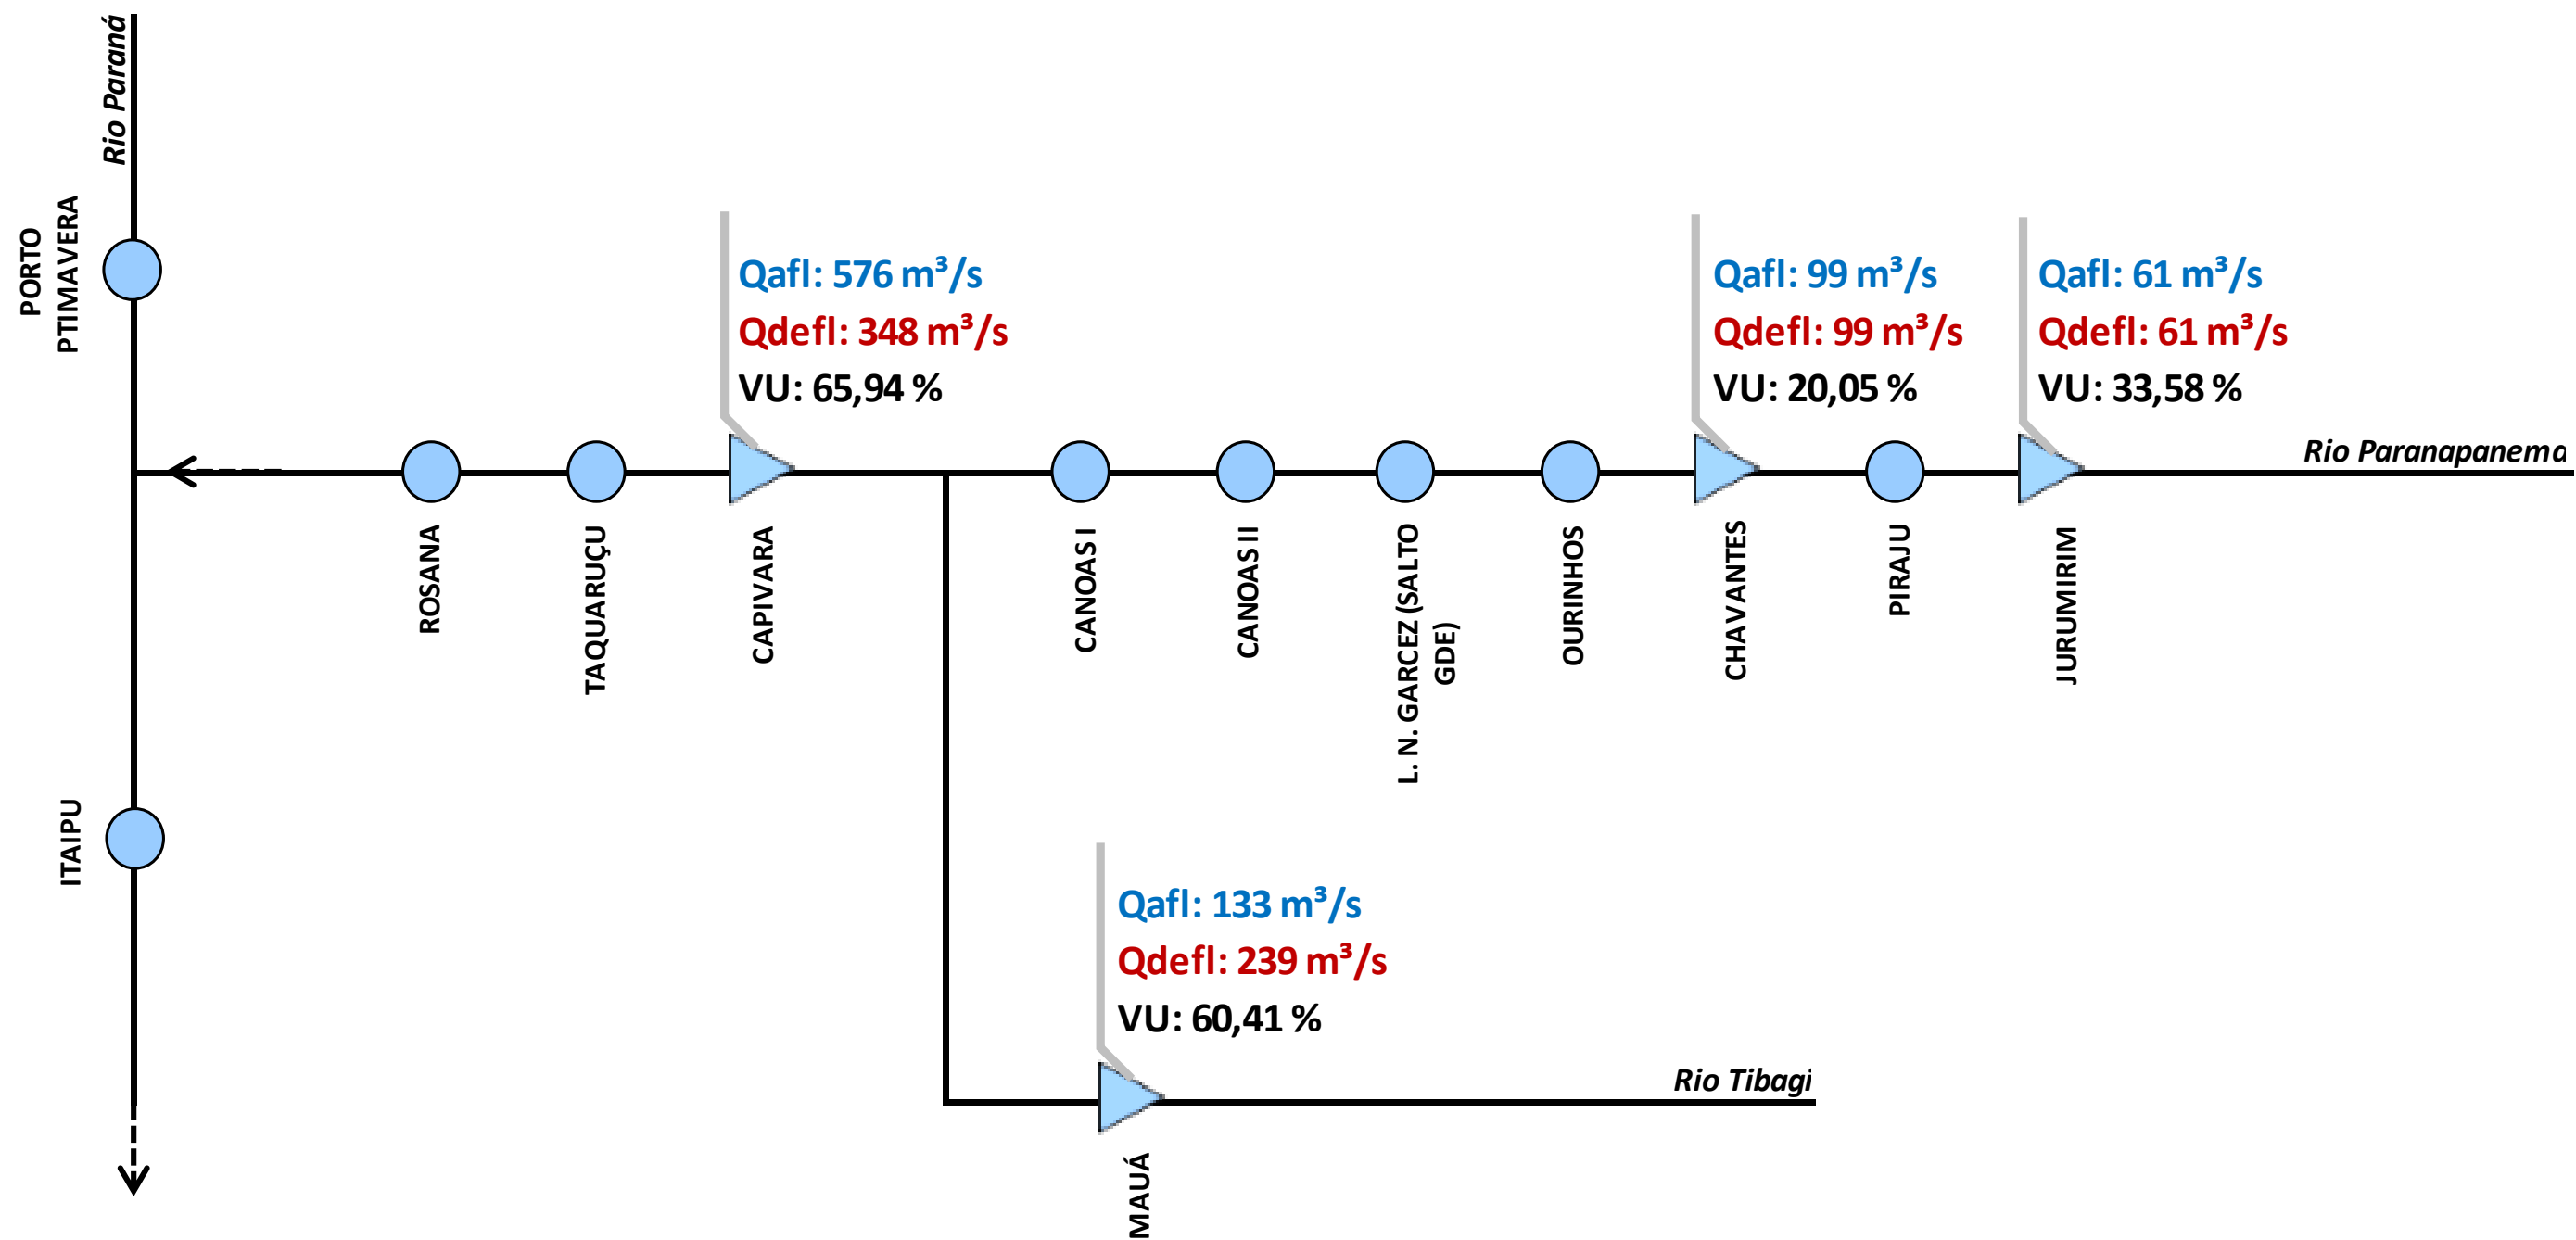 Rio Paraná
PORTO
PTIMAVERA
Qafl: 576 m³/s
Qdefl: 348 m³/s
VU: 65,94 %
Qafl: 99 m³/s
Qdefl: 99 m³/s
VU: 20,05 %
Qafl: 61 m³/s
Qdefl: 61 m³/s
VU: 33,58 %
Rio Paranapanema
ROSANA
TAQUARUÇU
CAPIVARA
CANOAS I
CANOAS II
L. N. GARCEZ (SALTO
GDE)
OURINHOS
CHAVANTES
PIRAJU
JURUMIRIM
ITAIPU
Qafl: 133 m³/s
Qdefl: 239 m³/s
VU: 60,41 %
Rio Tibagi
MAUÁ